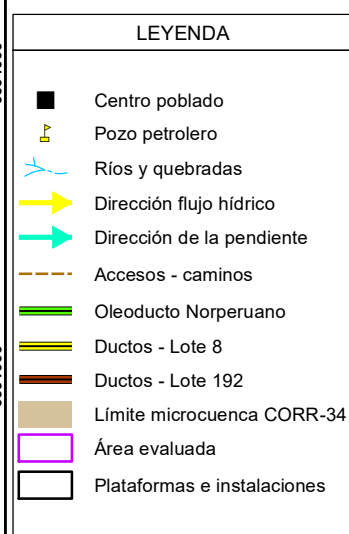 LEYENDA
Centro poblado
Pozo petrolero
Ríos y quebradas
Dirección flujo hídrico
Dirección de la pendiente
Accesos - caminos
Oleoducto Norperuano
Ductos - Lote 8
Ductos - Lote 192
Límite microcuenca CORR-34
Área evaluada
Plataformas e instalaciones